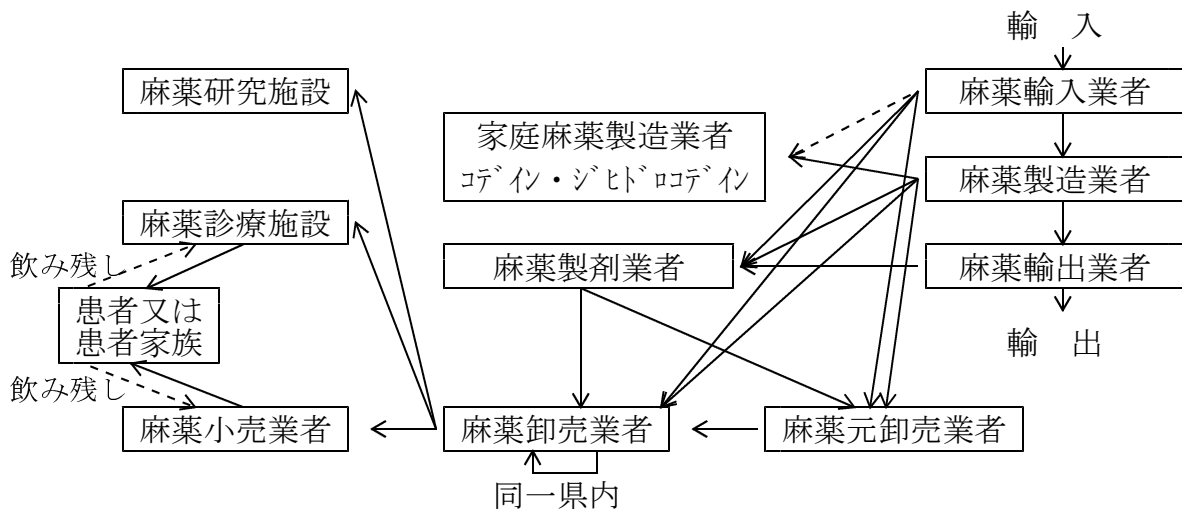 輸　入
麻薬研究施設
麻薬輸入業者
家庭麻薬製造業者
ｺﾃﾞｲﾝ・ｼﾞﾋﾄﾞﾛｺﾃﾞｲﾝ
麻薬製造業者
麻薬診療施設
飲み残し
麻薬製剤業者
麻薬輸出業者
患者又は
患者家族
輸　出
飲み残し
麻薬小売業者
麻薬卸売業者
麻薬元卸売業者
同一県内